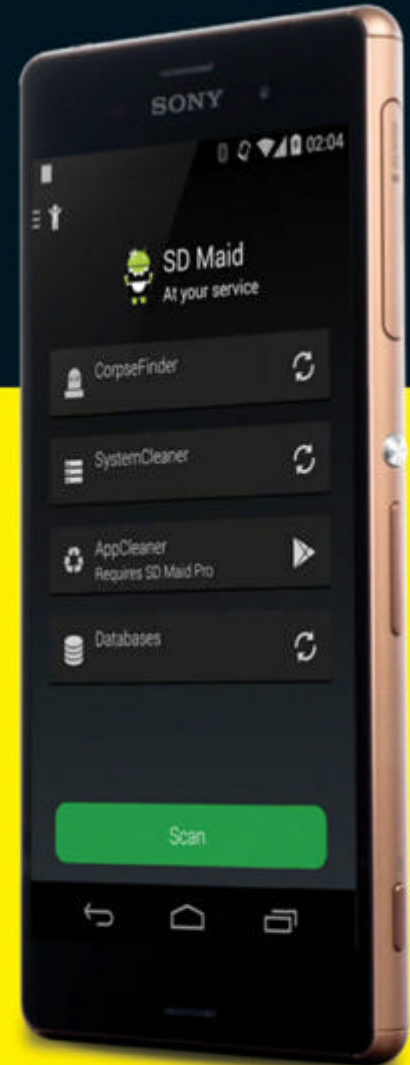 SONY
02:04
SD Maid
At your service
CorpseFinder
SystemCleaner
AppCleaner
Requires SD Maid Pro
Databases
Scan